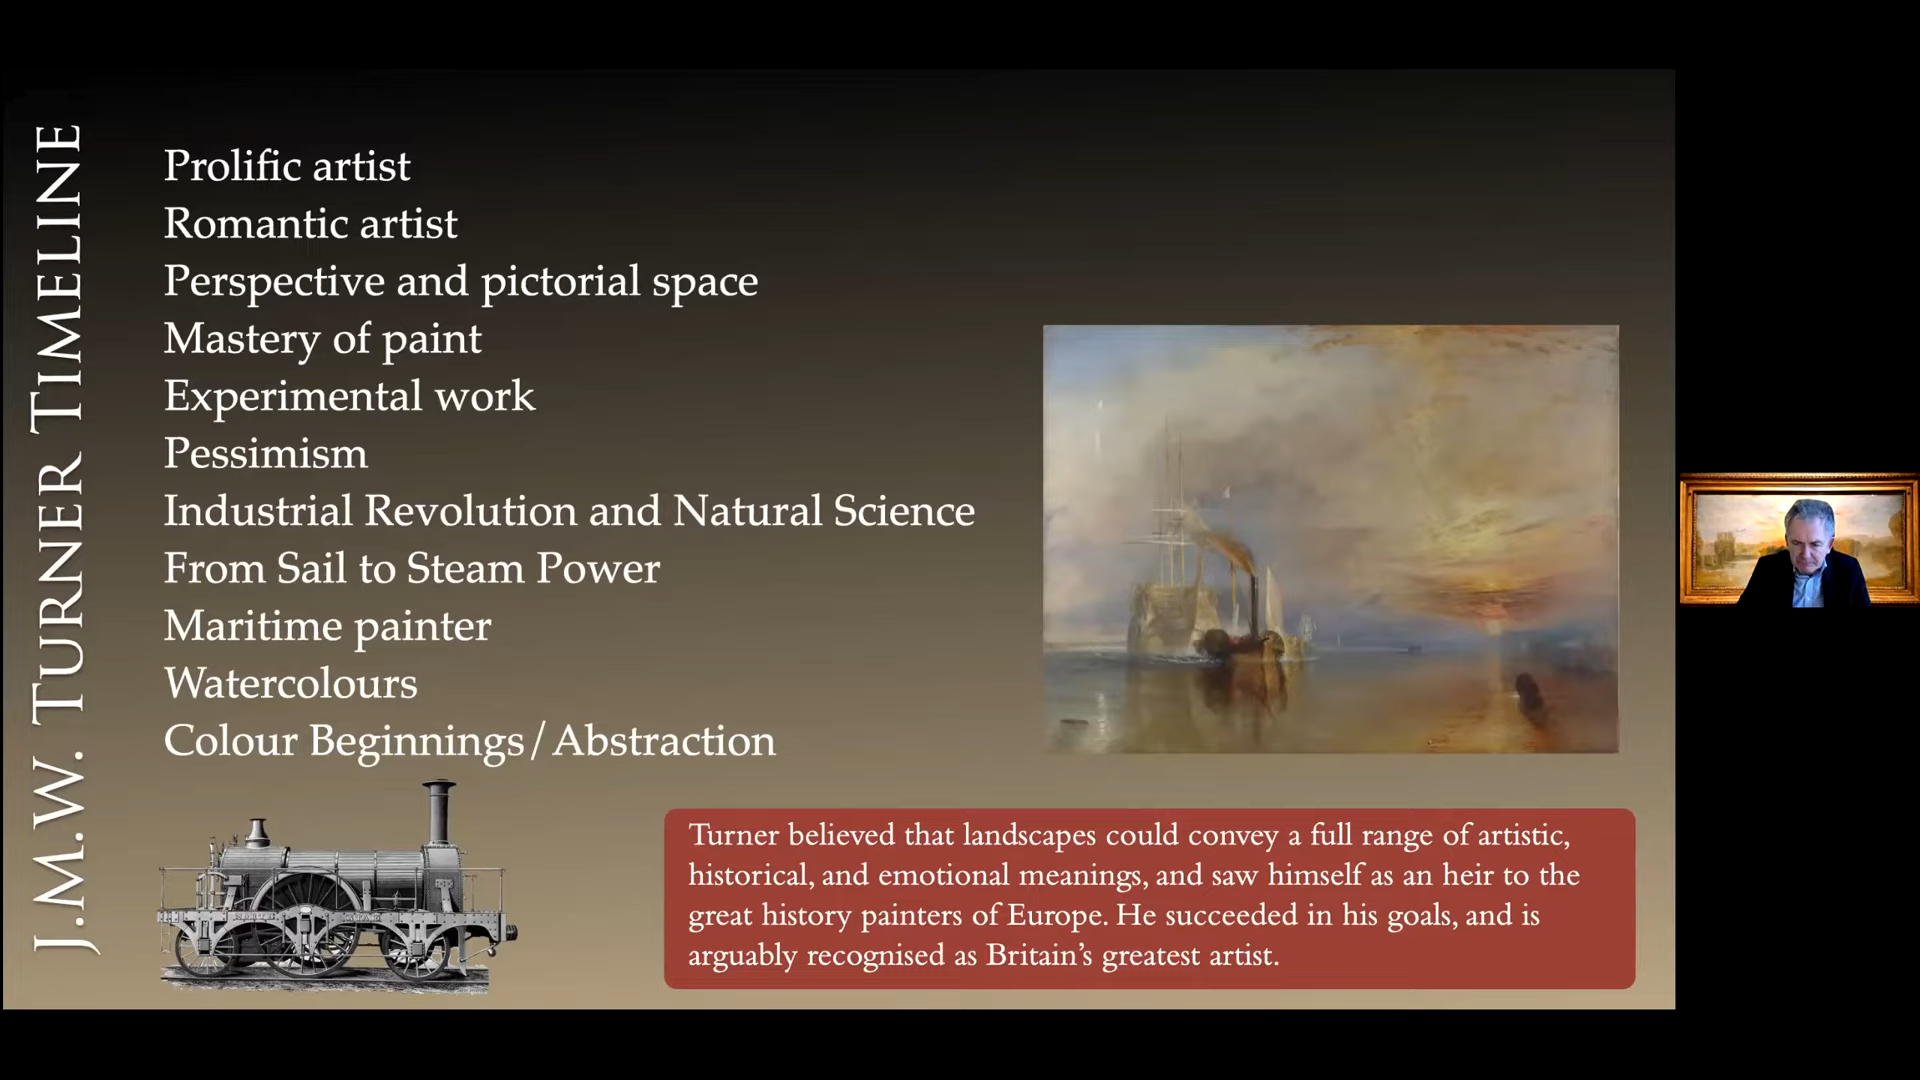 J.M.W. TURNER TIMELINE
Prolific artist
Romantic artist
Perspective and pictorial space
Mastery of paint
Experimental work
Pessimism
Industrial Revolution and Natural Science
From Sail to Steam Power
Maritime painter
Watercolours
Colour Beginnings/Abstraction
Turner believed that landscapes could convey a full range of artistic,
historical, and emotional meanings, and saw himself as an heir to the
great history painters of Europe. He succeeded in his goals, and is
arguably recognised as Britain’s greatest artist.